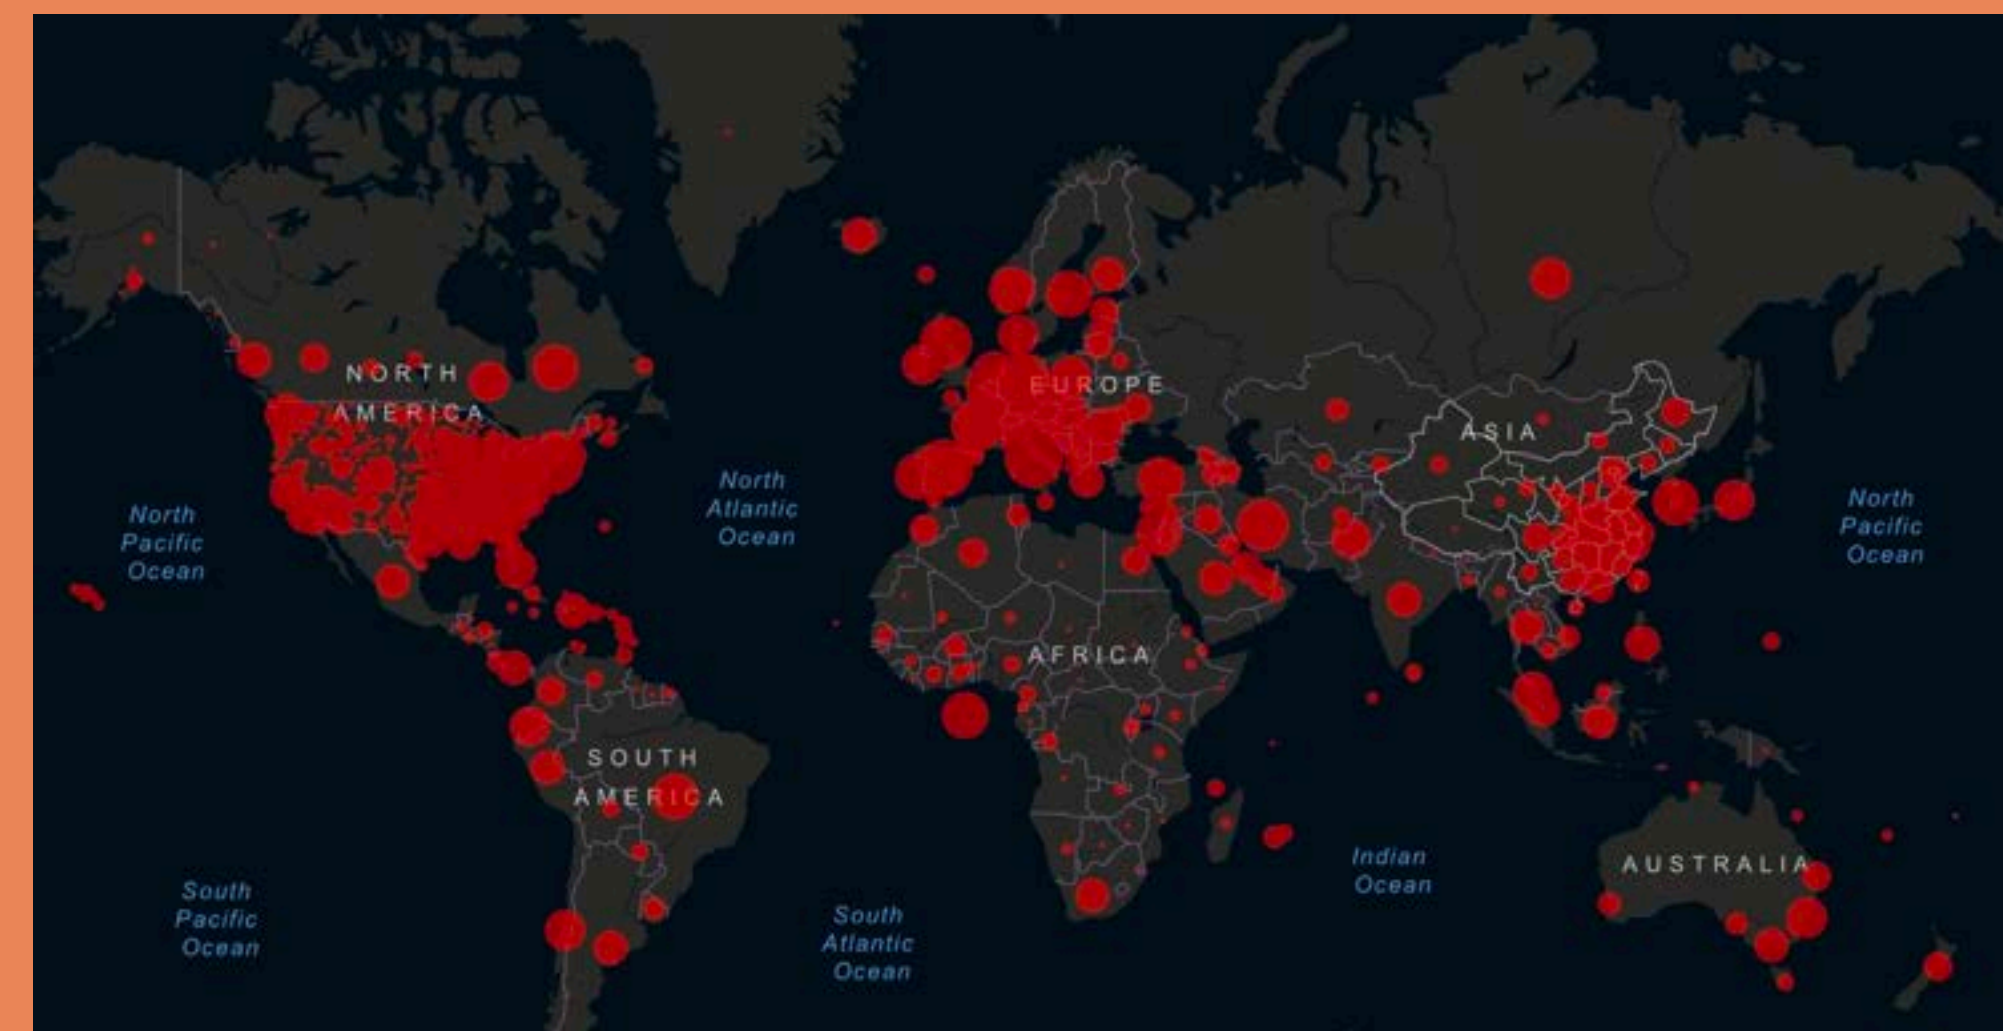 NORTH
AMERICA
EUROPE
ASIA
North
Pacific
Ocean
North
Atlantic
Ocean
North
Pacific
Ocean
AFRICA
SOUTH
AMERICA
South
Pacific
Ocean
South
Atlantic
Ocean
Indian
Ocean
AUSTRALIA